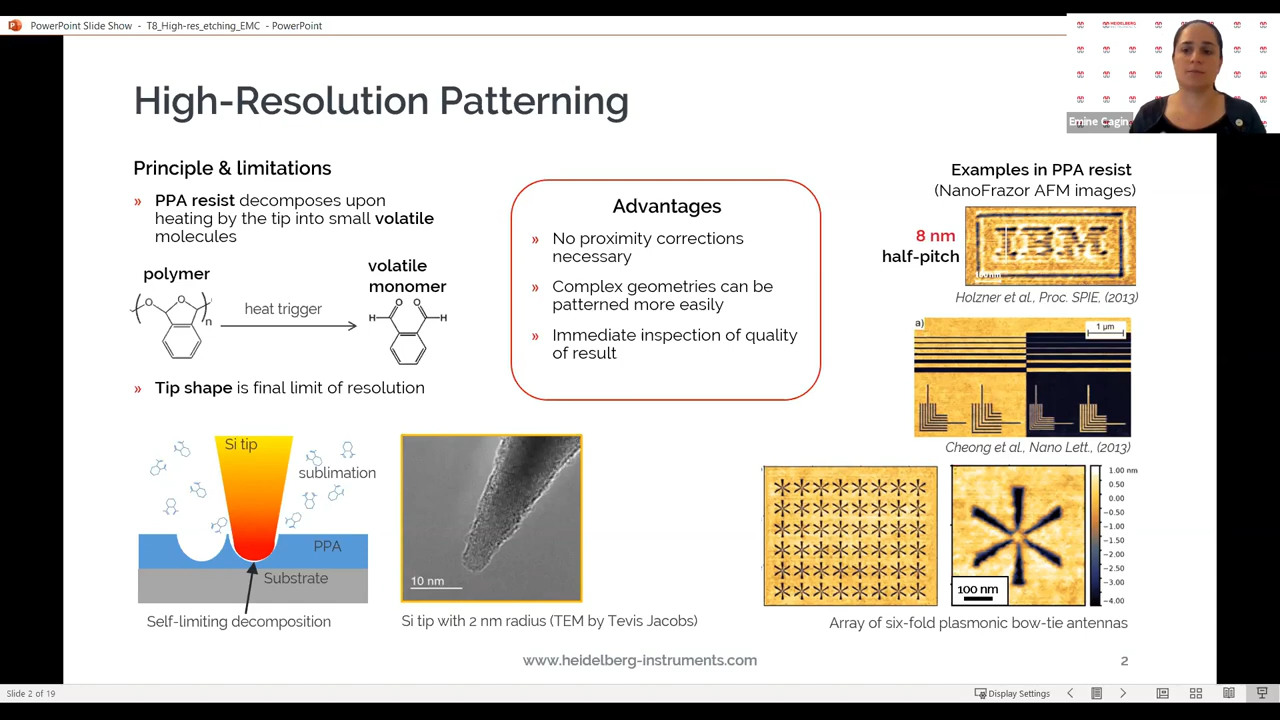 PowerPoint Slide Show - T8_High-res_etching_EMC - PowerPoint
HEIDELBERG
Emine Cagin
High-Resolution Patterning
Principle & limitations
» PPA resist decomposes upon
heating by the tip into small volatile
molecules
polymer
volatile
monomer
heat trigger
O
O
n
O
O
H
H
» Tip shape is final limit of resolution
Si tip
sublimation
PPA
Substrate
Self-limiting decomposition
10 nm
Si tip with 2 nm radius (TEM by Tevis Jacobs)
Advantages
» No proximity corrections
necessary
» Complex geometries can be
patterned more easily
» Immediate inspection of quality
of result
Examples in PPA resist
(NanoFrazor AFM images)
8 nm
half-pitch
IBM
100 nm
Holzner et al., Proc. SPIE, (2013)
a)
1 µm
Cheong et al., Nano Lett., (2013)
100 nm
1.00 nm
0.50
0.00
-0.50
-1.00
-2.00
-3.00
-4.00
Array of six-fold plasmonic bow-tie antennas
www.heidelberg-instruments.com
2
Slide 2 of 19
Display Settings